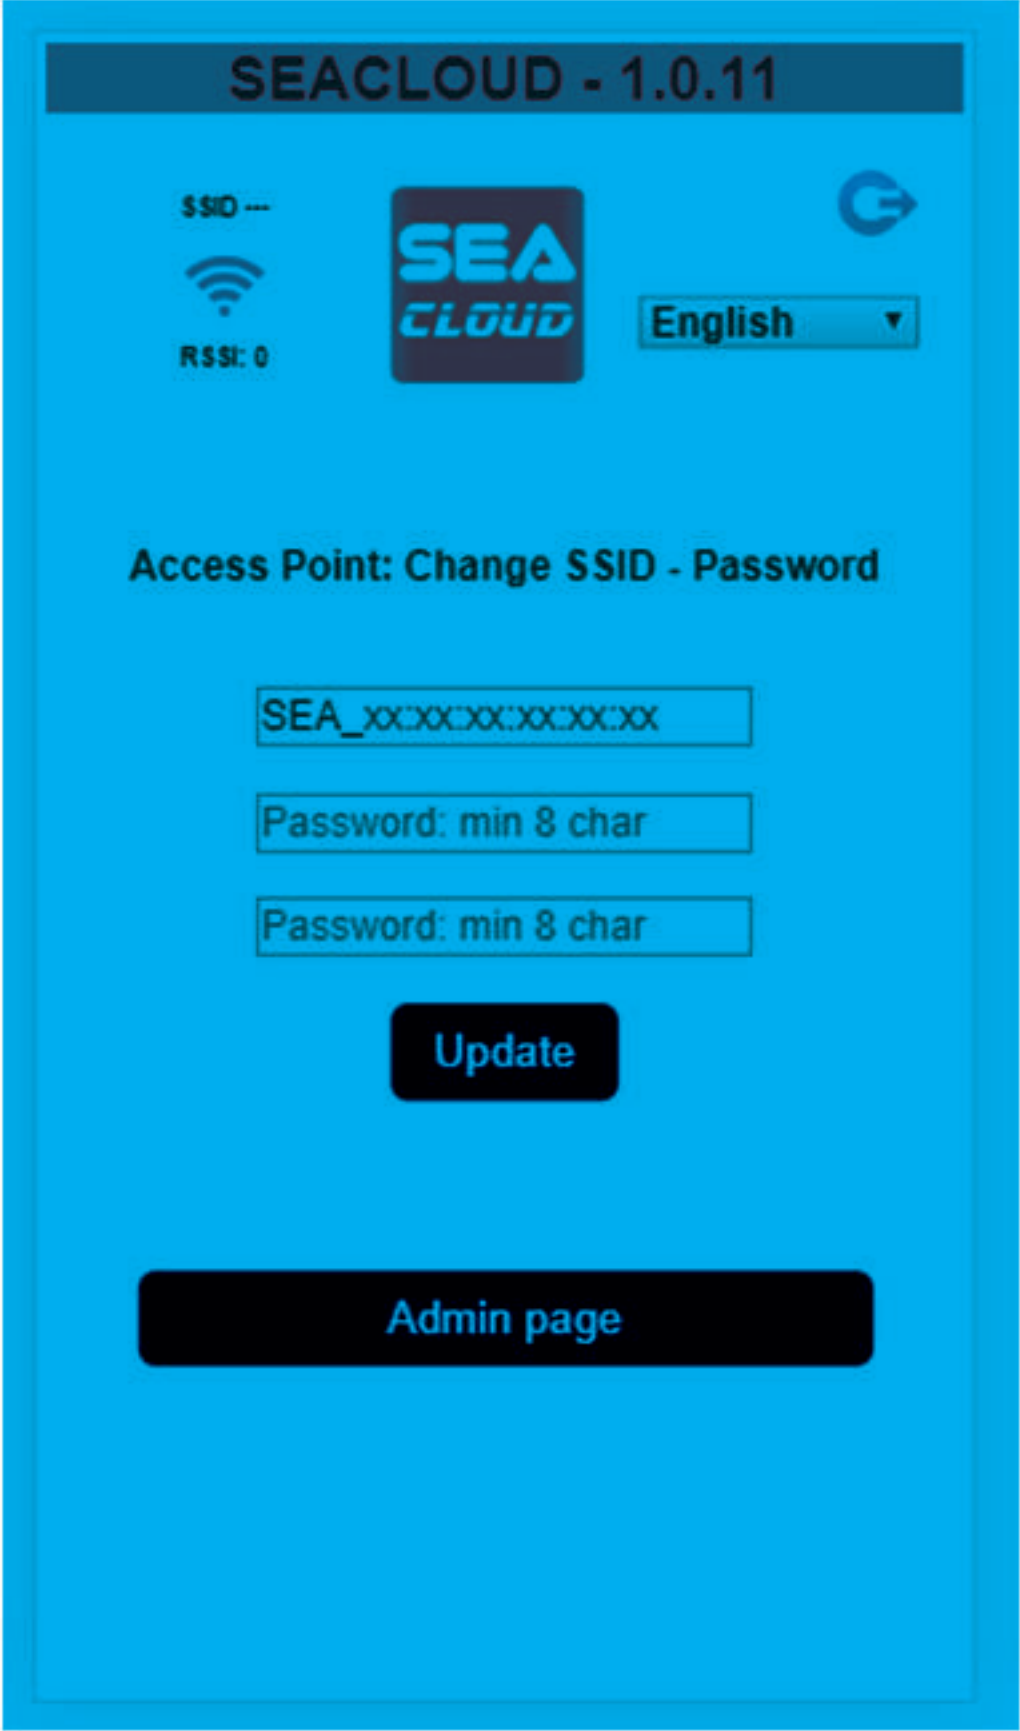 SEACLOUD - 1.0.11
SSID ---
SEA
CLOUD
English
RSSI: 0
Access Point: Change SSID - Password
SEA_xx:xx:xx:xx:xx:xx
Password: min 8 char
Password: min 8 char
Update
Admin page